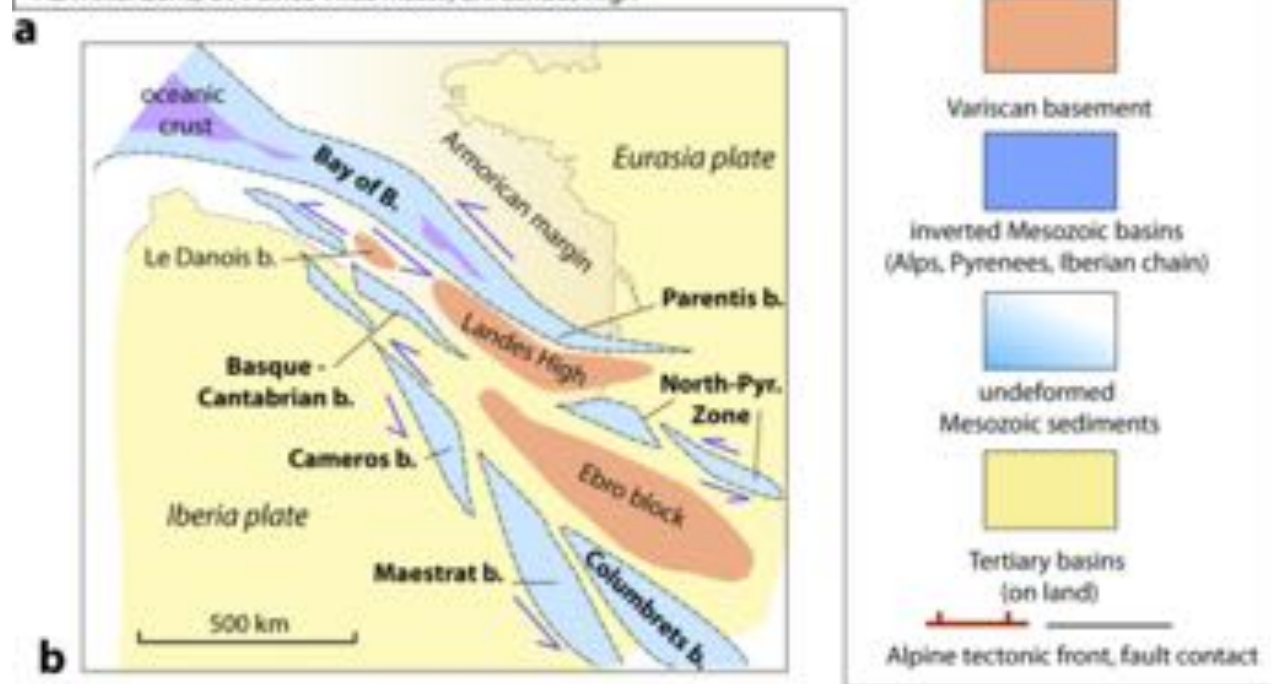 a
oceanic
crust
Bay of B.
Armorican margin
Eurasia plate
Le Danois b.
Parentis b.
Landes High
Basque -
Cantabrian b.
North-Pyr.
Zone
Cameros b.
Ebro block
Iberia plate
Maestrat b.
Columbrets b.
500 km
b
Variscan basement
inverted Mesozoic basins
(Alps, Pyrenees, Iberian chain)
undeformed
Mesozoic sediments
Tertiary basins
(on land)
Alpine tectonic front, fault contact